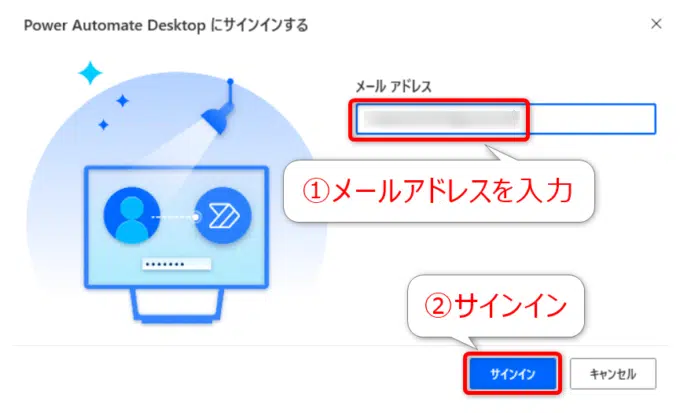 Power Automate Desktop にサインインする
メール アドレス
①メールアドレスを入力
②サインイン
サインイン
キャンセル